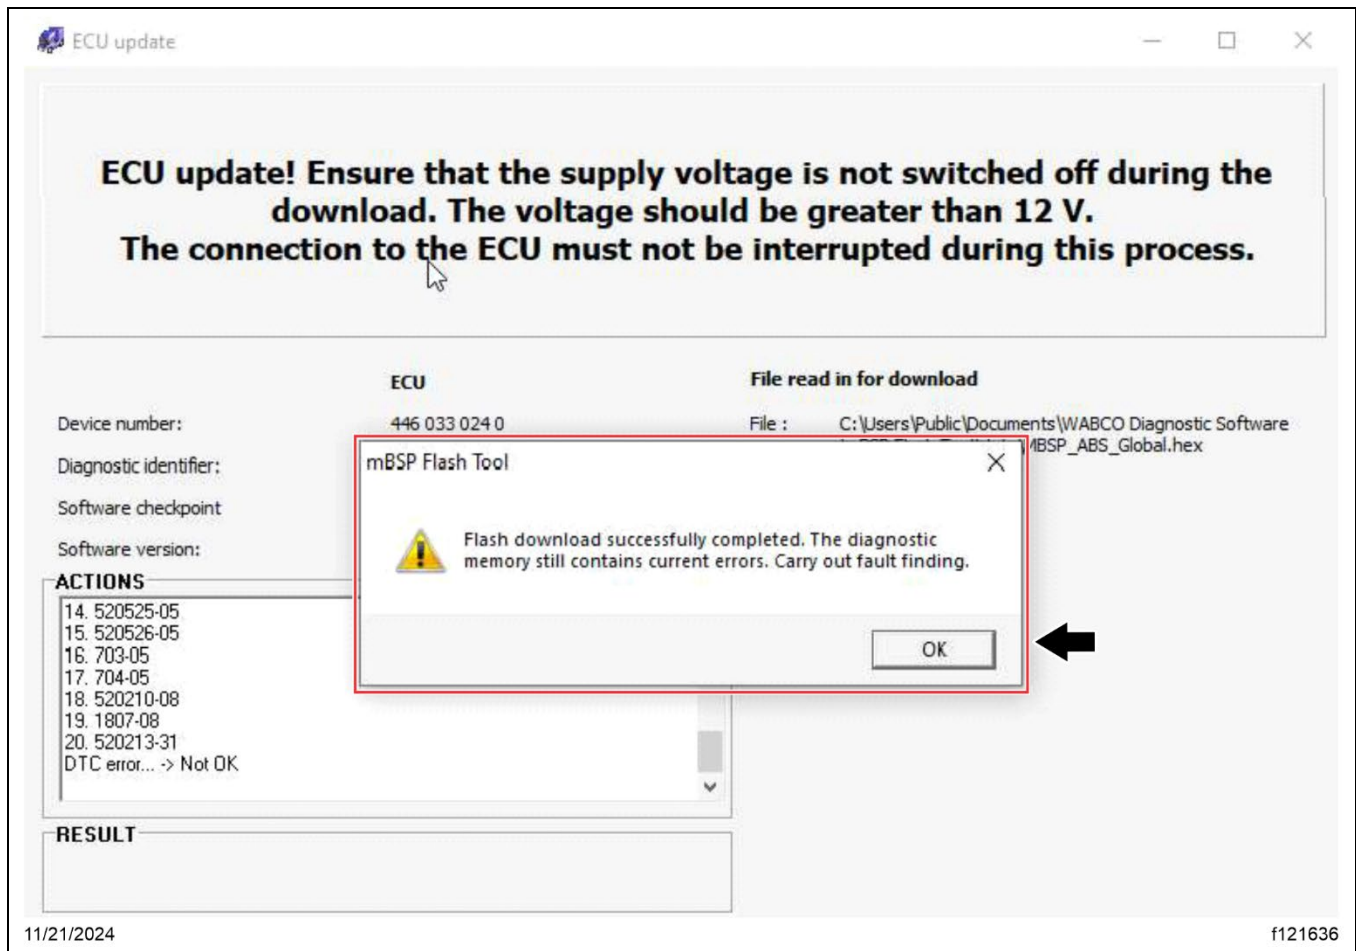 ECU update
ECU update! Ensure that the supply voltage is not switched off during the
download. The voltage should be greater than 12 V.
The connection to the ECU must not be interrupted during this process.
ECU
File read in for download
Device number:
446 033 024 0
File :
C:\Users\Public\Documents\WABCO Diagnostic Software
MBSP_ABS_Global.hex
Diagnostic identifier:
Software checkpoint
Software version:
mBSP Flash Tool
Flash download successfully completed. The diagnostic
memory still contains current errors. Carry out fault finding.
OK
ACTIONS
14. 520525-05
15. 520526-05
16. 703-05
17. 704-05
18. 520210-08
19. 1807-08
20. 520213-31
DTC error... -> Not OK
RESULT
11/21/2024
f121636